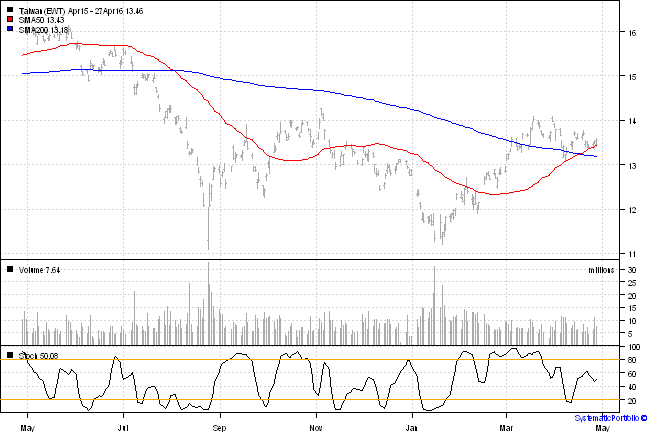 Taiwan (EWT) Apr15 - 27Apr16 13.46
SMA50 13.43
SMA200 13.18
16
15
14
13
12
11
Volume 7.64
millions
30
25
20
15
10
5
Stoch 50.08
100
80
60
40
20
May Jul Sep Nov Jan Mar May
SystematicPortfolio ©